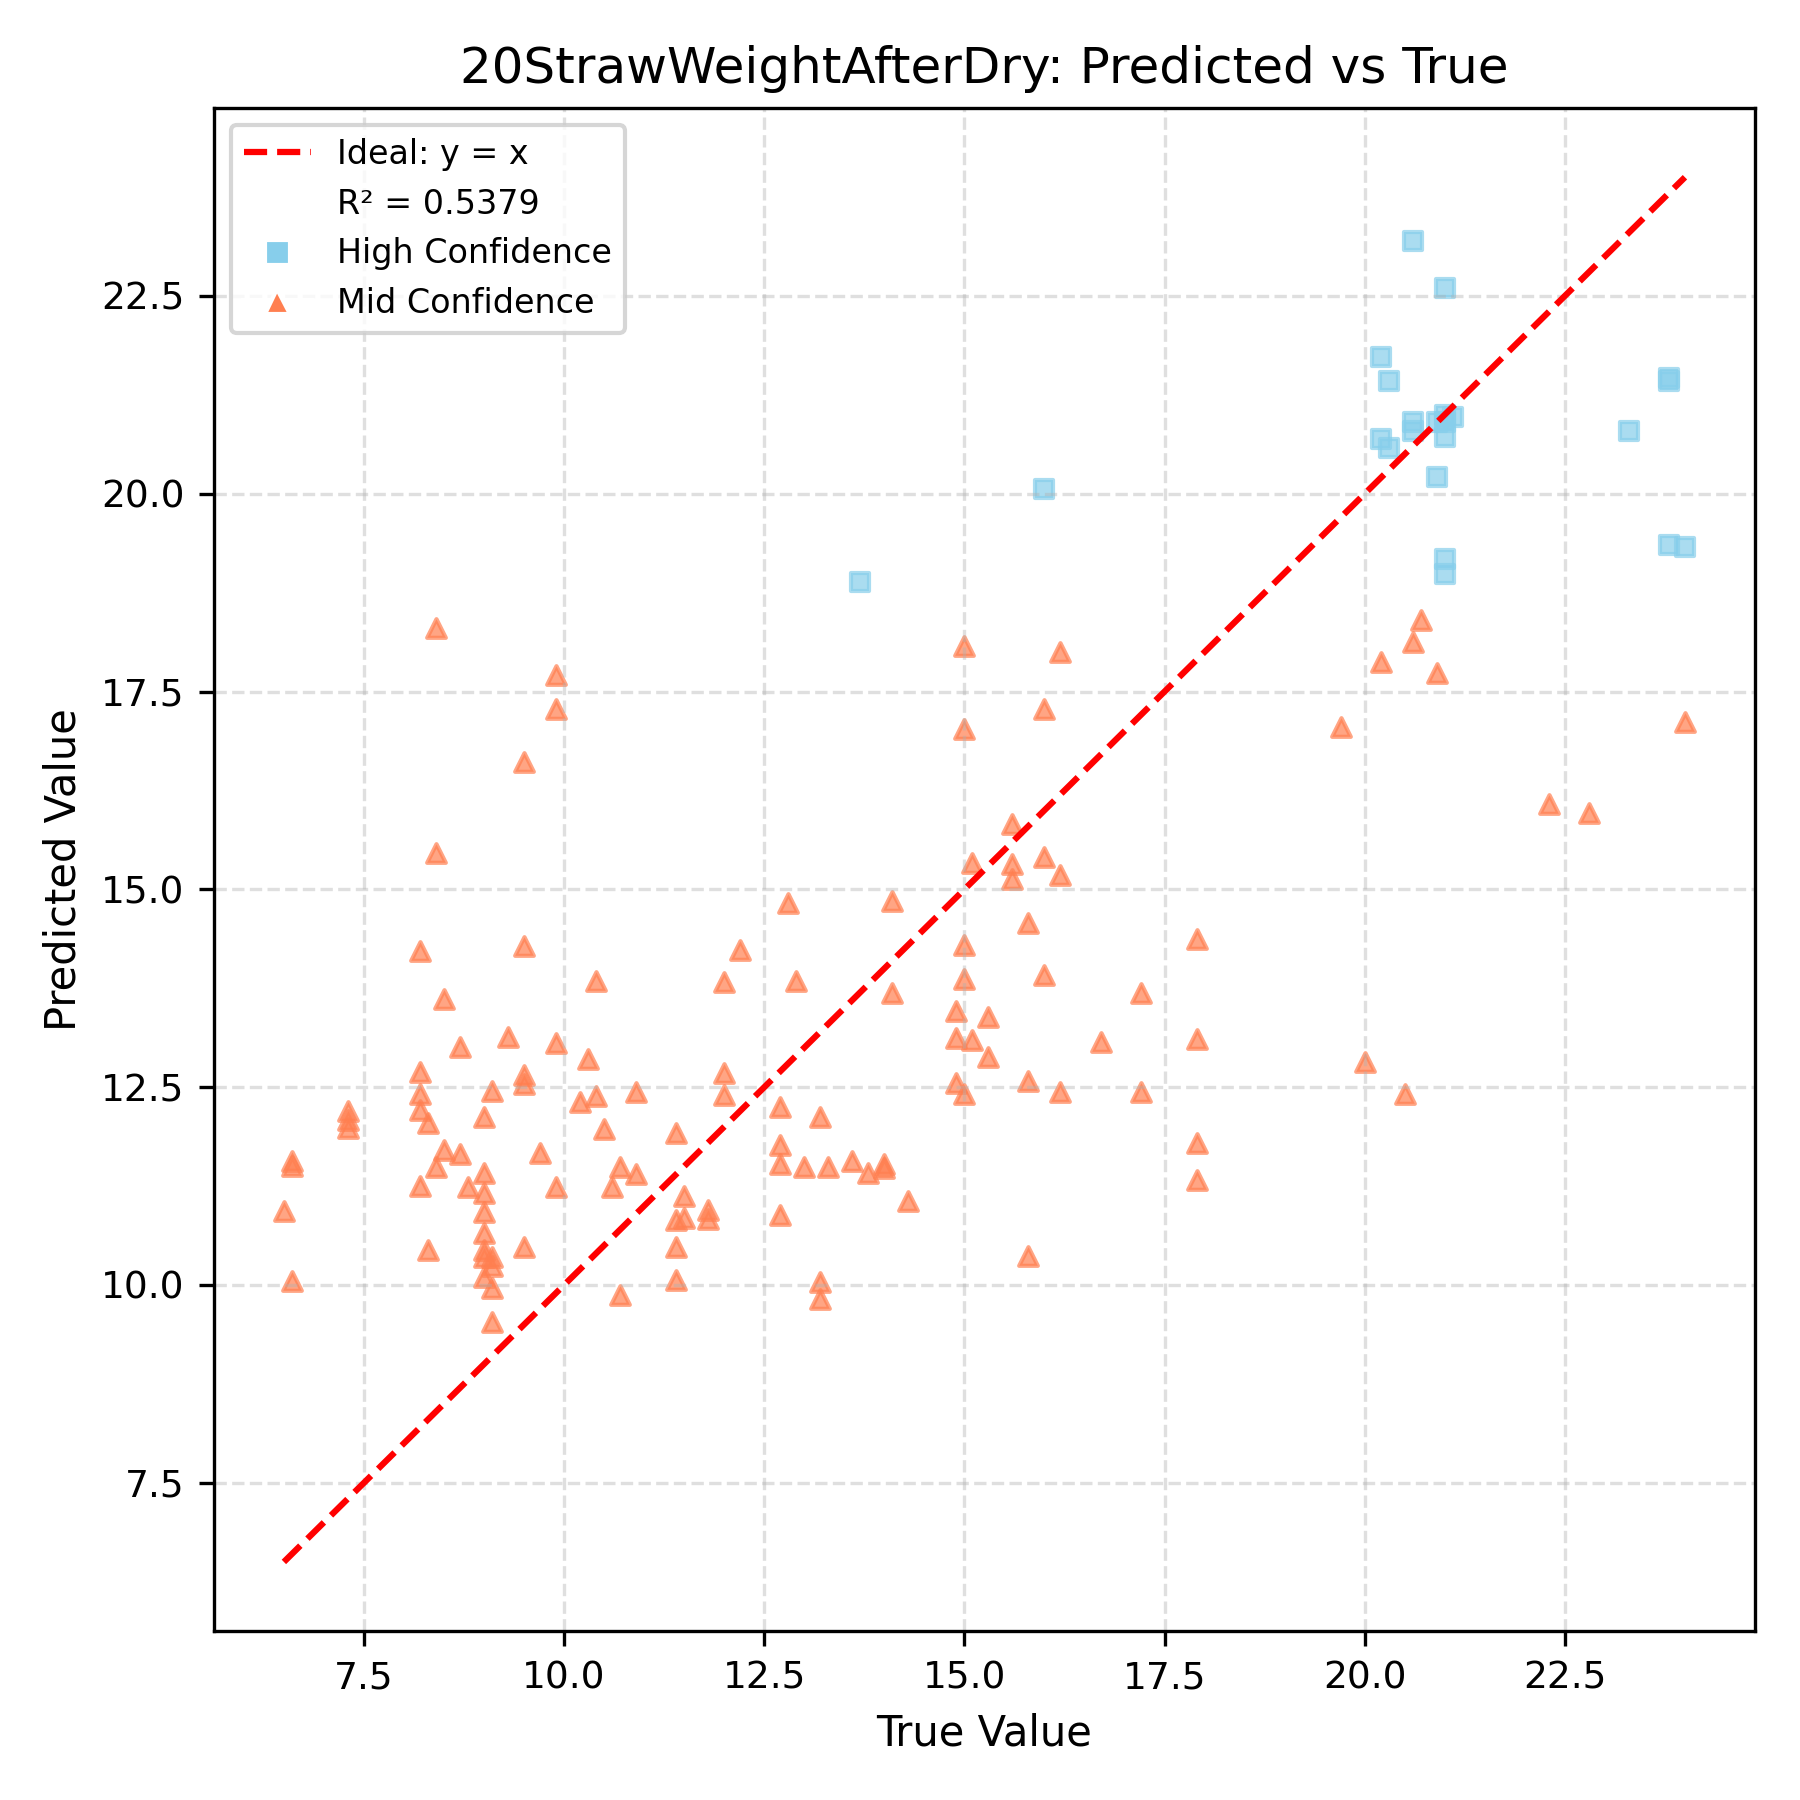 20StrawWeightAfterDry: Predicted vs True
Ideal: y = x
R² = 0.5379
High Confidence
Mid Confidence
Predicted Value
22.5
20.0
17.5
15.0
12.5
10.0
7.5
7.5 10.0 12.5 15.0 17.5 20.0 22.5
True Value